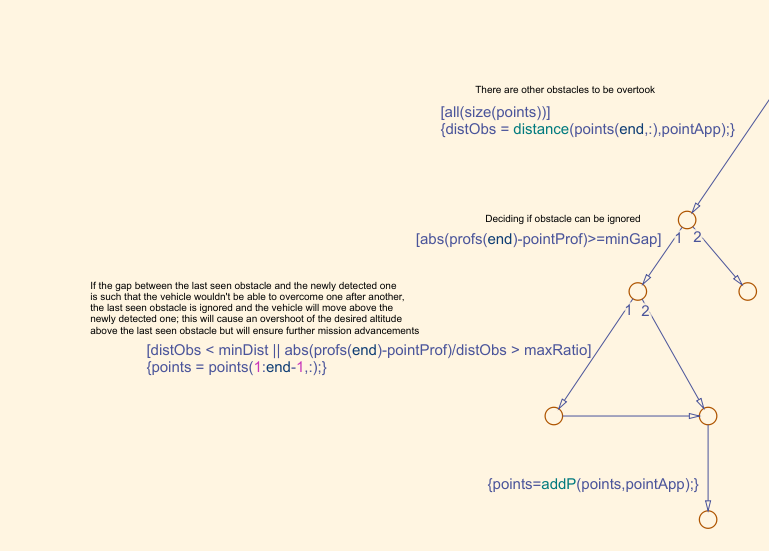 There are other obstacles to be overtook
[all(size(points))]
{distObs = distance(points(end,:),pointApp);}
Deciding if obstacle can be ignored
[abs(profs(end)-pointProf)>=minGap]
1 2
If the gap between the last seen obstacle and the newly detected one
is such that the vehicle wouldn't be able to overcome one after another,
the last seen obstacle is ignored and the vehicle will move above the
newly detected one; this will cause an overshoot of the desired altitude
above the last seen obstacle but will ensure further mission advancements
1 2
[distObs < minDist || abs(profs(end)-pointProf)/distObs > maxRatio]
{points = points(1:end-1,:);}
{points=addP(points,pointApp);}